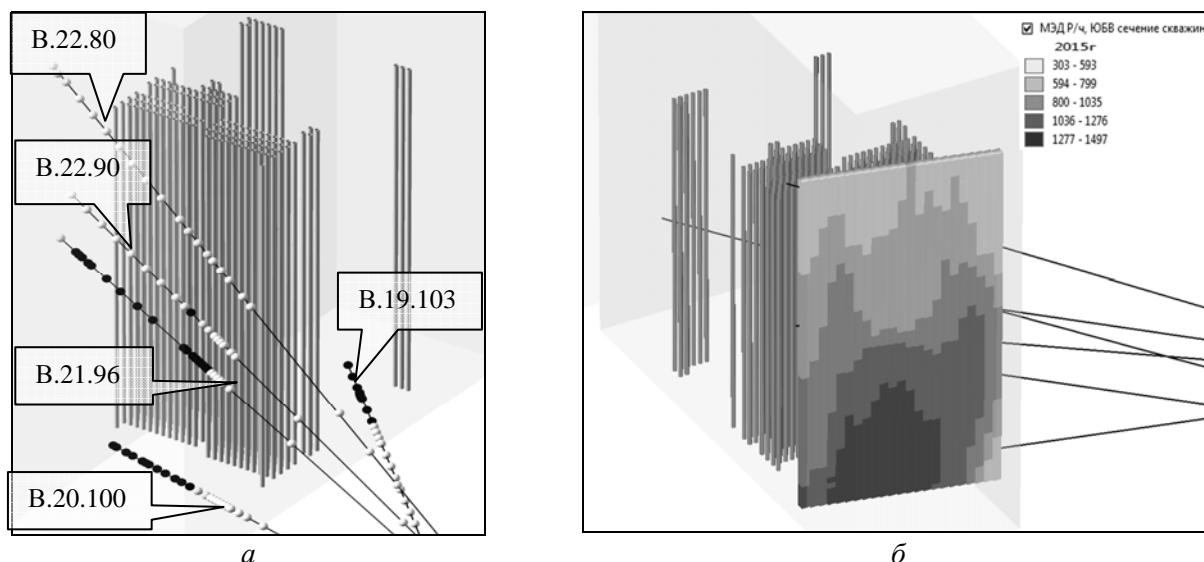 В.22.80
В.22.90
В.19.103
В.21.96
В.20.100
а
МЭД Р/ч, ЮБВ сечение скважин
2015г
303 - 593
594 - 799
800 - 1035
1036 - 1276
1277 - 1497
б